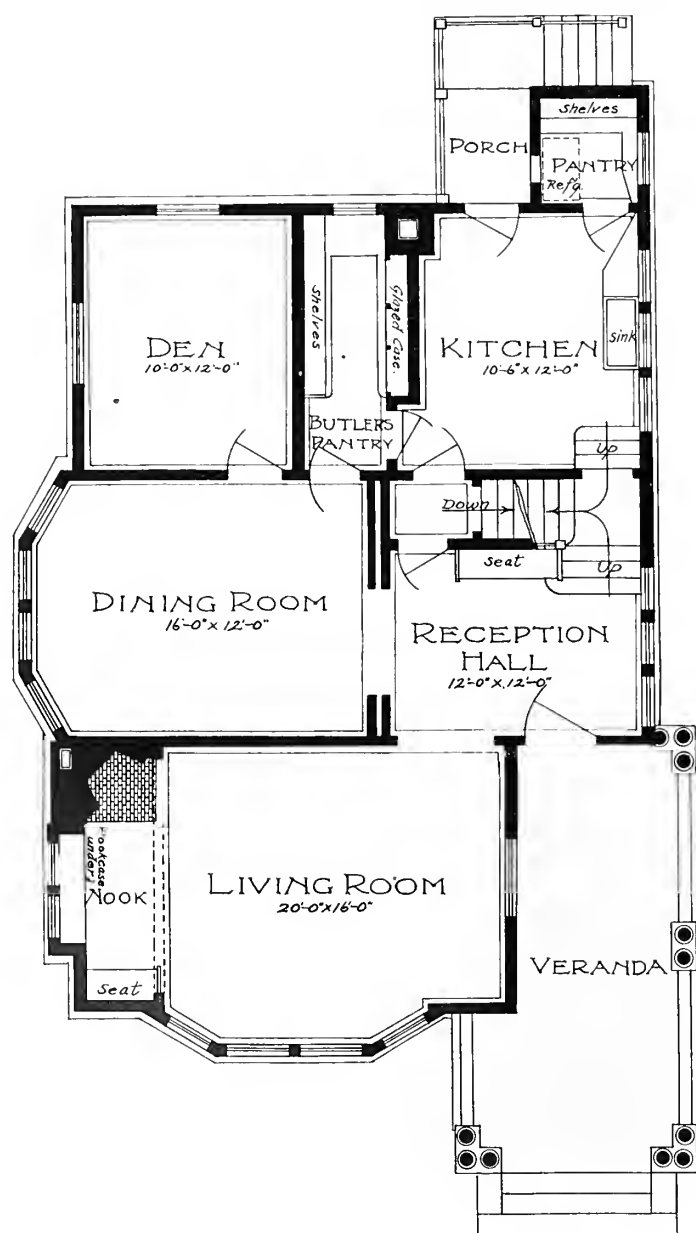 Shelves
PORCH
PANTRY
Refg
Shelves
Glazed Case.
DEN
10'-0" x 12'-0"
KITCHEN
10'-6" x 12'-0"
Sink
BUTLERS
PANTRY
Up
Down
Seat
Up
DINING ROOM
16'-0" x 12'-0"
RECEPTION
HALL
12'-0" x 12'-0"
ookcase
under
NOOK
LIVING ROOM
20'-0" x 16'-0"
VERANDA
Seat